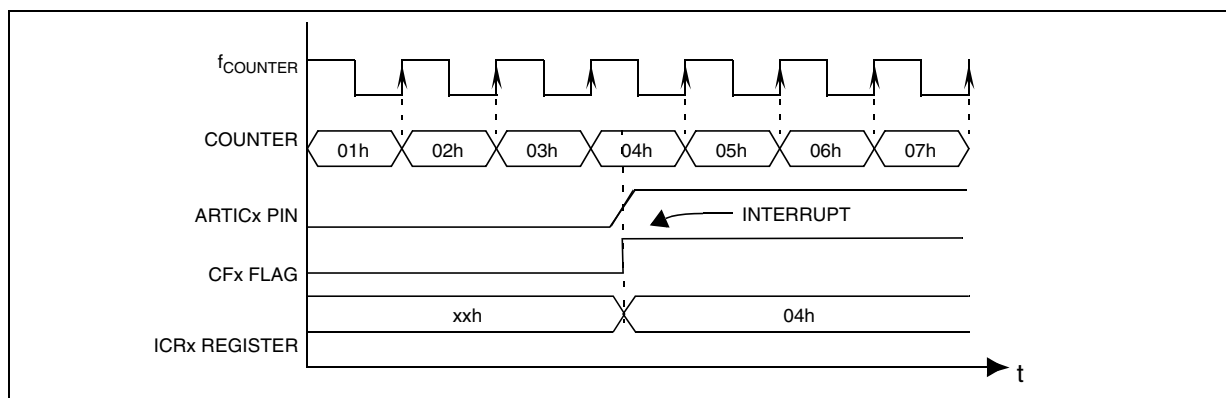 fCOUNTER
COUNTER
01h 02h 03h 04h 05h 06h 07h
ARTICx PIN
INTERRUPT
CFx FLAG
xxh 04h
ICRx REGISTER
t